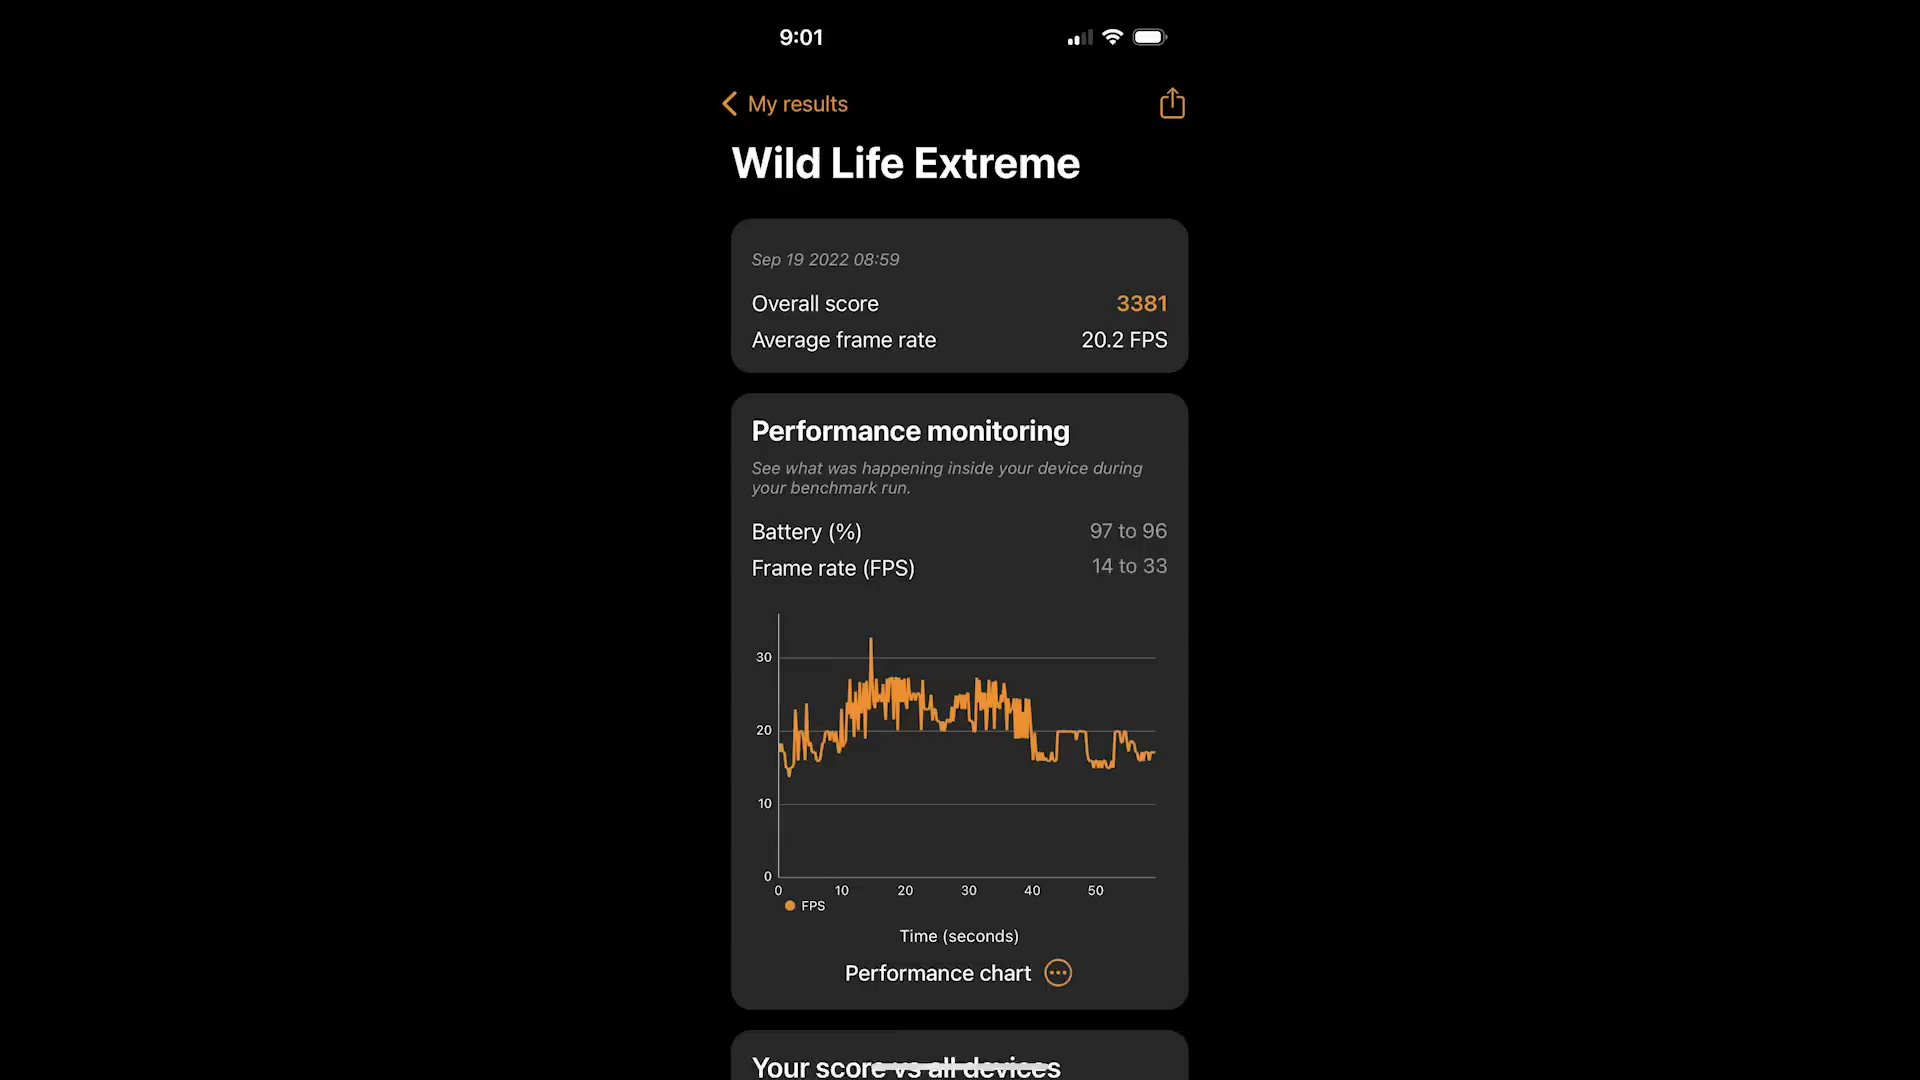 9:01
My results
Wild Life Extreme
Sep 19 2022 08:59
Overall score 3381
Average frame rate 20.2 FPS
Performance monitoring
See what was happening inside your device during
your benchmark run.
Battery (%) 97 to 96
Frame rate (FPS) 14 to 33
30
20
10
0
0 10 20 30 40 50
FPS
Time (seconds)
Performance chart
Your score vs all devices